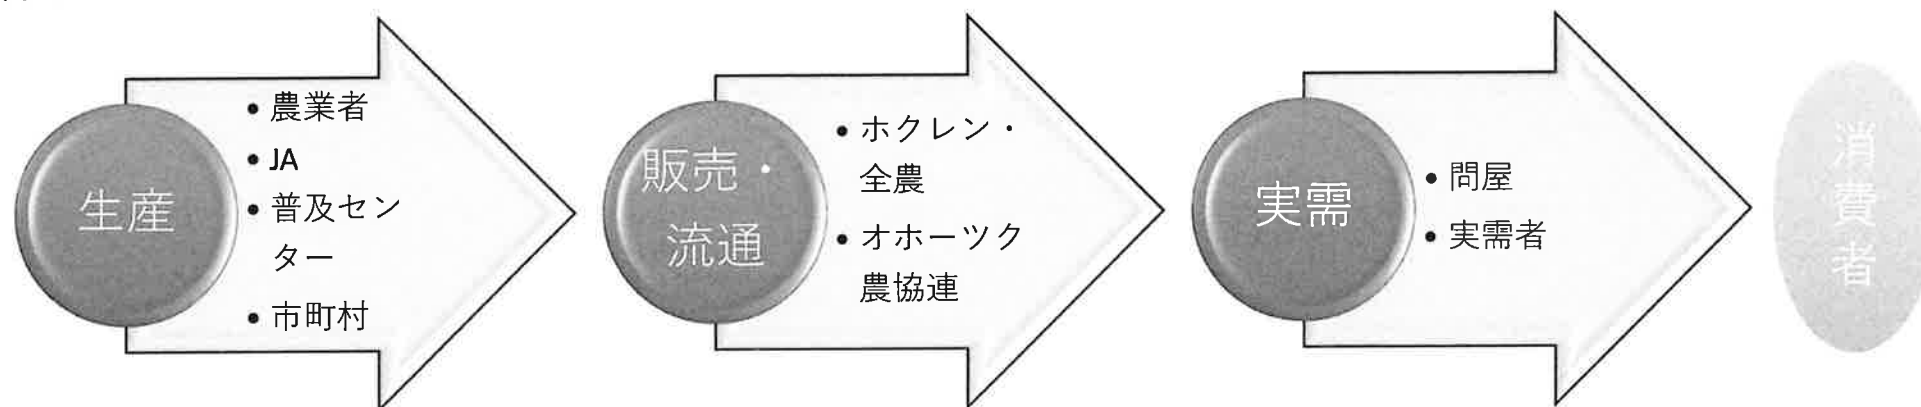 生産
• 農業者
• JA
• 普及セン
ター
• 市町村
販売・
流通
• ホクレン・
全農
• オホーツク
農協連
実需
• 問屋
• 実需者
消費者